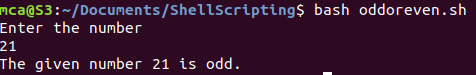 mca@S3:~/Documents/ShellScripting$ bash oddoreven.sh
Enter the number
21
The given number 21 is odd.